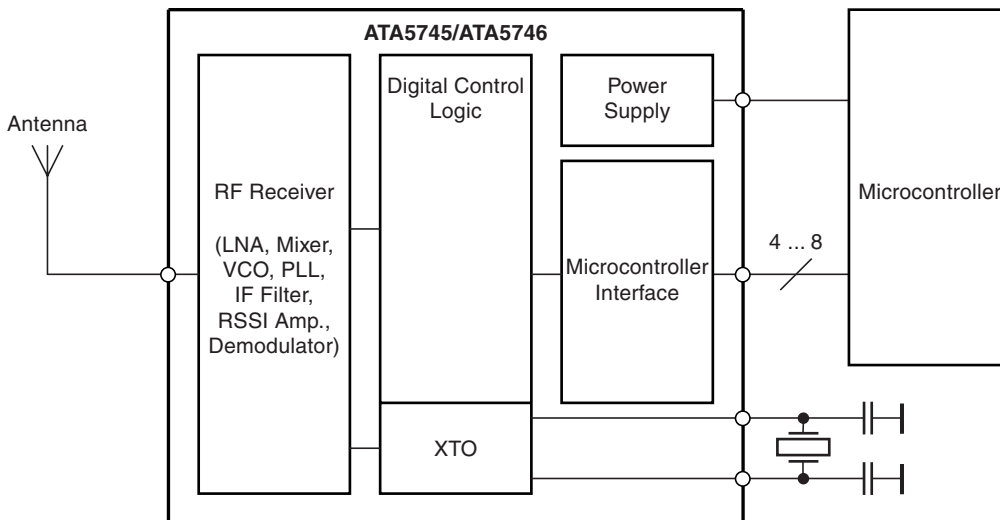 ATA5745/ATA5746
Antenna
RF Receiver
(LNA, Mixer,
VCO, PLL,
IF Filter,
RSSI Amp.,
Demodulator)
Digital Control
Logic
XTO
Power
Supply
Microcontroller
Interface
4 ... 8
Microcontroller